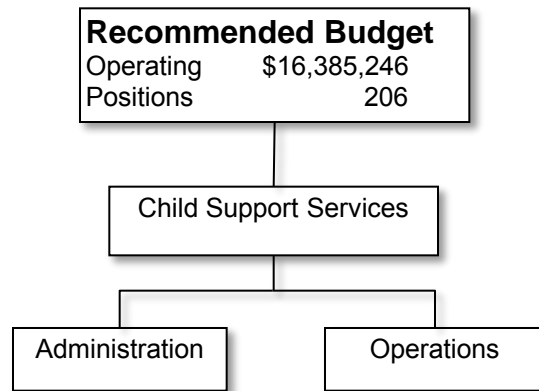 Recommended Budget
Operating $16,385,246
Positions 206
Child Support Services
Administration
Operations